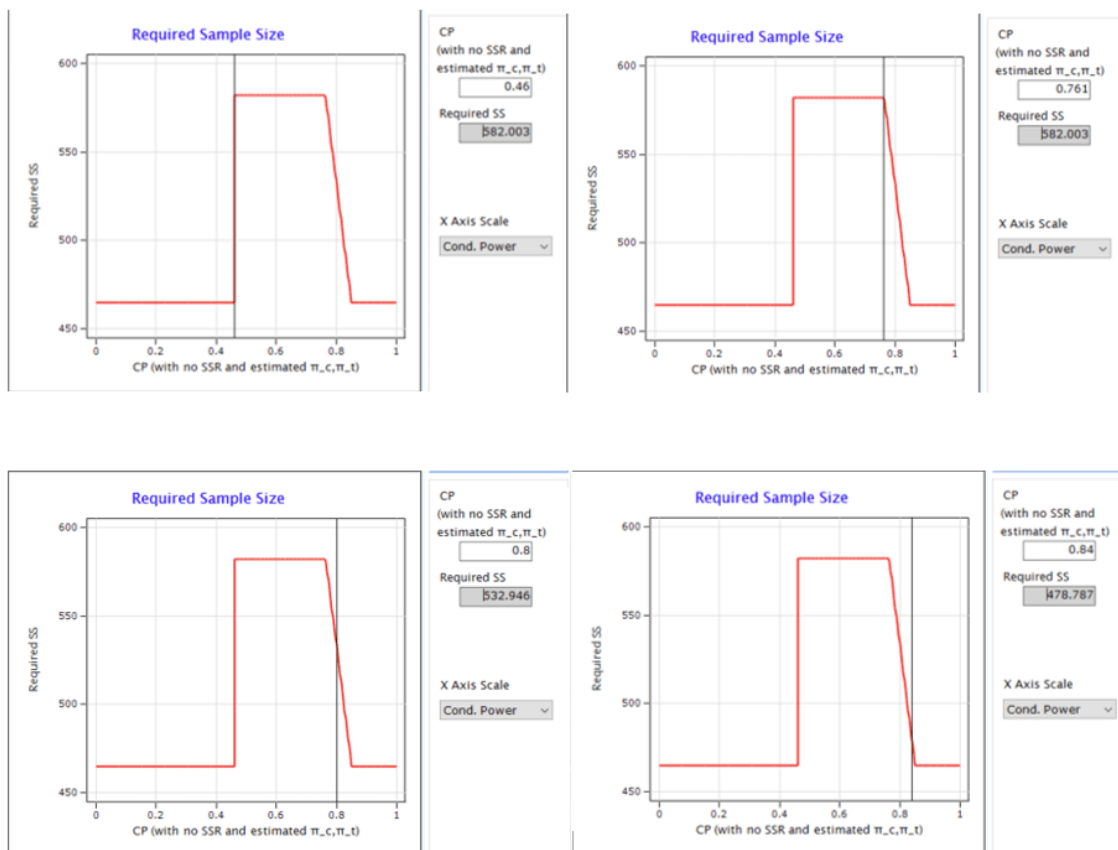 Required Sample Size
600
550
500
450
Required SS
0
0.2
0.4
0.6
0.8
1
CP (with no SSR and estimated π_c,π_t)
CP
(with no SSR and
estimated π_c,π_t)
0.46
Required SS
582.003
X Axis Scale
Cond. Power
Required Sample Size
600
550
500
450
Required SS
0
0.2
0.4
0.6
0.8
1
CP (with no SSR and estimated π_c,π_t)
CP
(with no SSR and
estimated π_c,π_t)
0.761
Required SS
582.003
X Axis Scale
Cond. Power
Required Sample Size
600
550
500
450
Required SS
0
0.2
0.4
0.6
0.8
1
CP (with no SSR and estimated π_c,π_t)
CP
(with no SSR and
estimated π_c,π_t)
0.8
Required SS
532.946
X Axis Scale
Cond. Power
Required Sample Size
600
550
500
450
Required SS
0
0.2
0.4
0.6
0.8
1
CP (with no SSR and estimated π_c,π_t)
CP
(with no SSR and
estimated π_c,π_t)
0.84
Required SS
478.787
X Axis Scale
Cond. Power